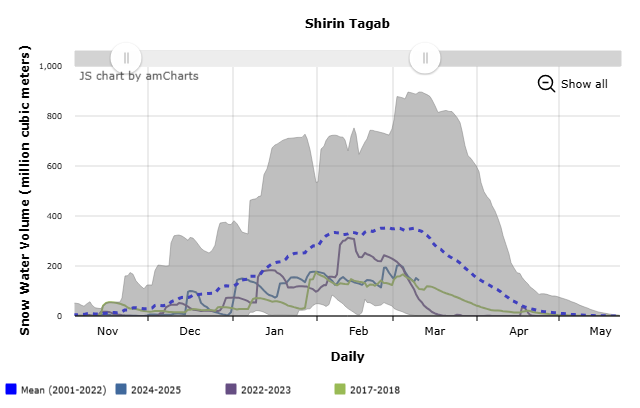 Shirin Tagab
JS chart by amCharts
Show all
Snow Water Volume (million cubic meters)
1,000
800
600
400
200
0
Nov Dec Jan Feb Mar Apr May
Daily
Mean (2001-2022) 2024-2025 2022-2023 2017-2018